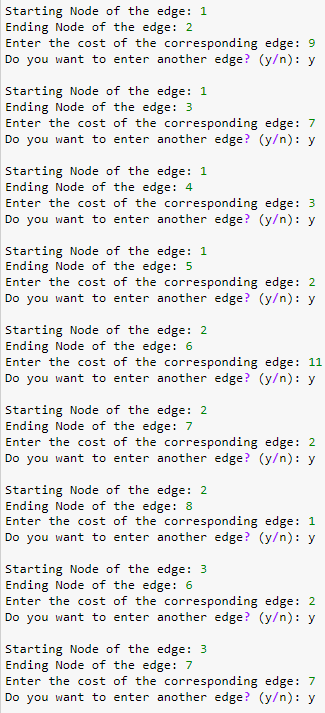 Starting Node of the edge: 1
Ending Node of the edge: 2
Enter the cost of the corresponding edge: 9
Do you want to enter another edge? (y/n): y
Starting Node of the edge: 1
Ending Node of the edge: 3
Enter the cost of the corresponding edge: 7
Do you want to enter another edge? (y/n): y
Starting Node of the edge: 1
Ending Node of the edge: 4
Enter the cost of the corresponding edge: 3
Do you want to enter another edge? (y/n): y
Starting Node of the edge: 1
Ending Node of the edge: 5
Enter the cost of the corresponding edge: 2
Do you want to enter another edge? (y/n): y
Starting Node of the edge: 2
Ending Node of the edge: 6
Enter the cost of the corresponding edge: 11
Do you want to enter another edge? (y/n): y
Starting Node of the edge: 2
Ending Node of the edge: 7
Enter the cost of the corresponding edge: 2
Do you want to enter another edge? (y/n): y
Starting Node of the edge: 2
Ending Node of the edge: 8
Enter the cost of the corresponding edge: 1
Do you want to enter another edge? (y/n): y
Starting Node of the edge: 3
Ending Node of the edge: 6
Enter the cost of the corresponding edge: 2
Do you want to enter another edge? (y/n): y
Starting Node of the edge: 3
Ending Node of the edge: 7
Enter the cost of the corresponding edge: 7
Do you want to enter another edge? (y/n): y